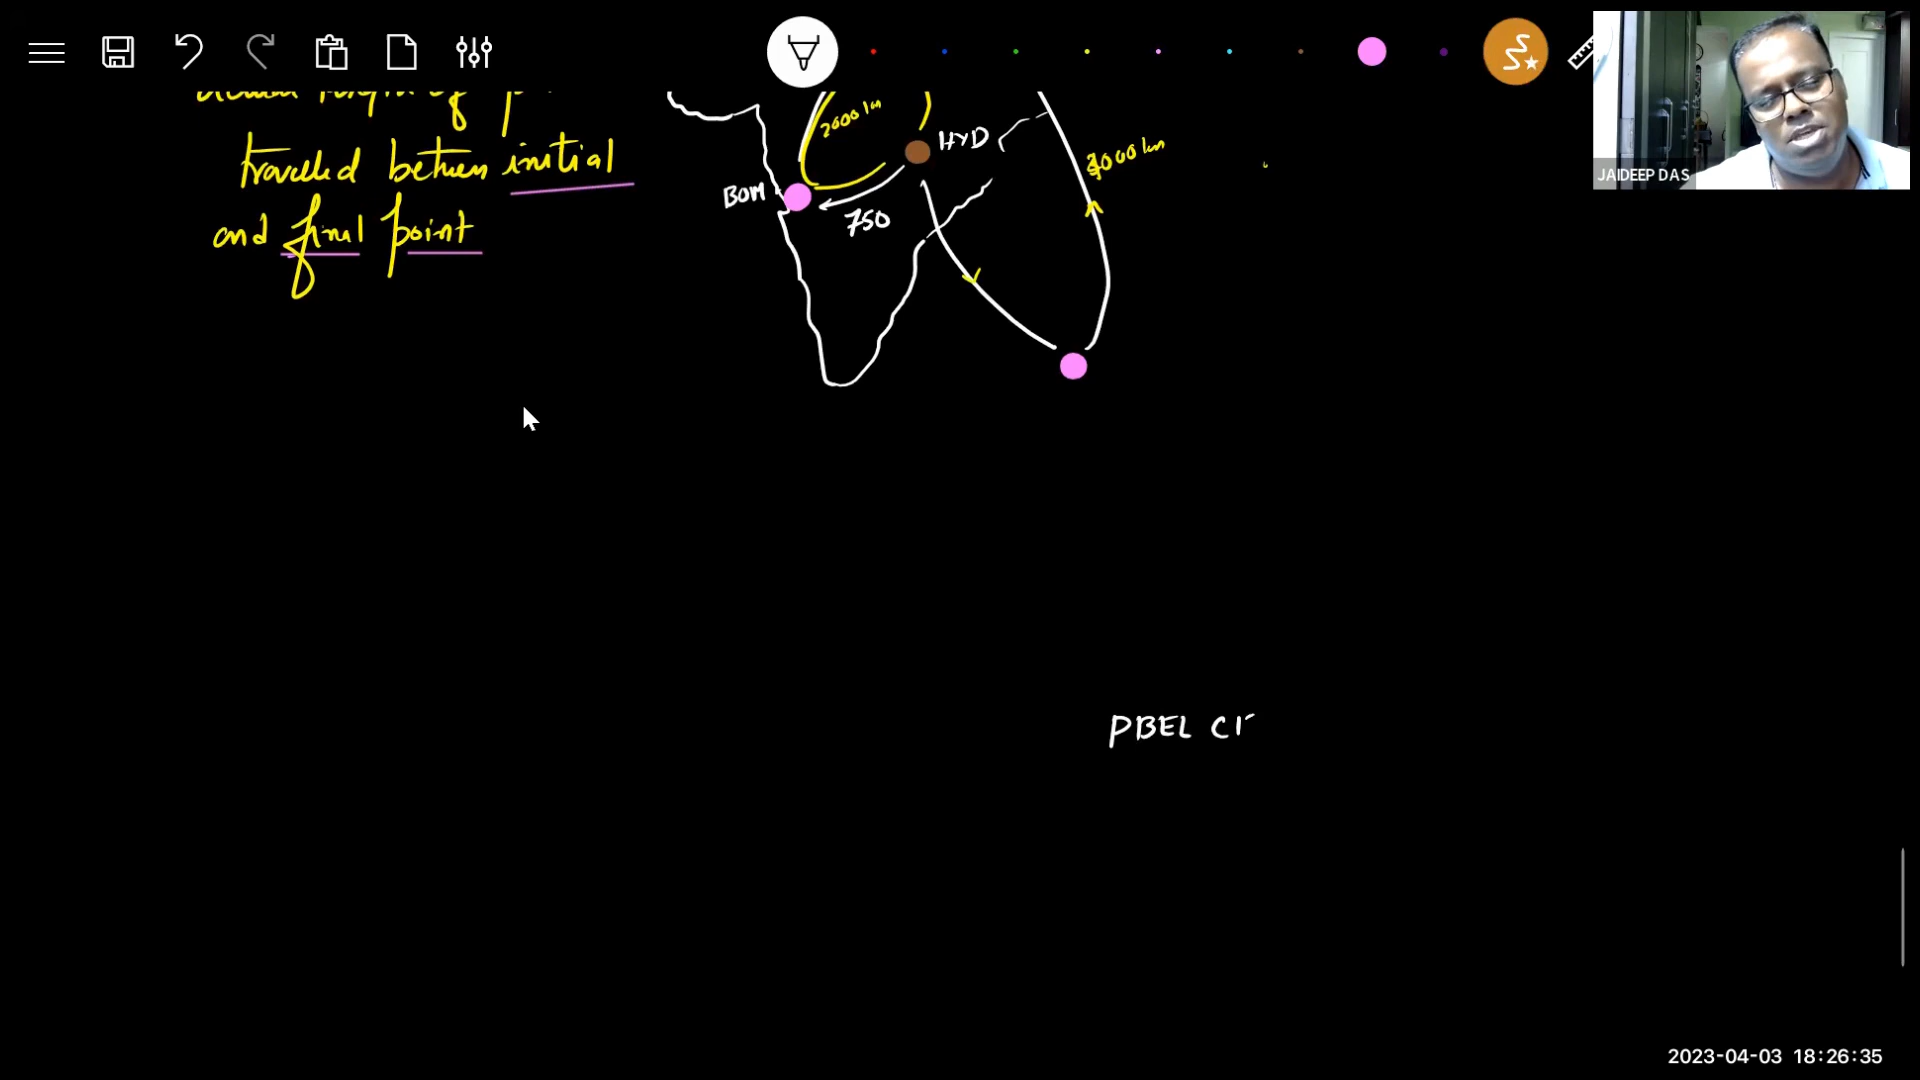 travelled between initial
and final point
2000 km
HYD
BOM
750
3000 km
PBEL CI
JAIDEEP DAS
2023-04-03 18:26:35